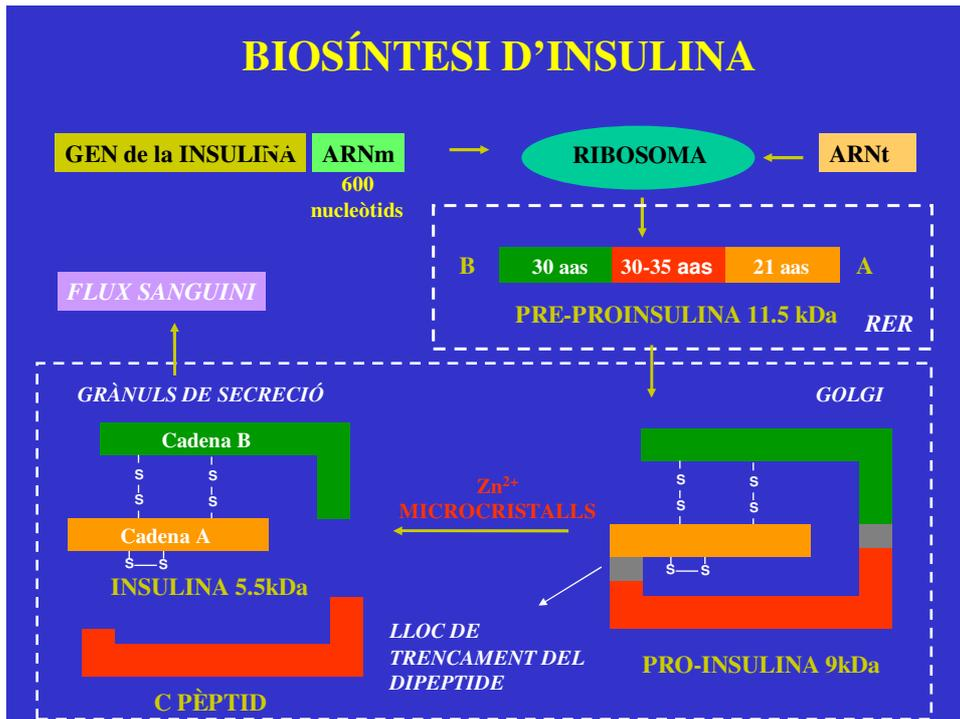 BIOSÍNTESI D’INSULINA
GEN de la INSULINA
ARNm
RIBOSOMA
ARNt
600
nucleòtids
B
30 aas
30-35 aas
21 aas
A
PRE-PROINSULINA 11.5 kDa
RER
FLUX SANGUINI
GRÀNULS DE SECRECIÓ
GOLGI
Cadena B
S
S
S
S
Cadena A
S
S
INSULINA 5.5kDa
Zn2+
MICROCRISTALLS
S
S
S
S
S
S
LLOC DE
TRENCAMENT DEL
DIPEPTIDE
PRO-INSULINA 9kDa
C PÈPTID